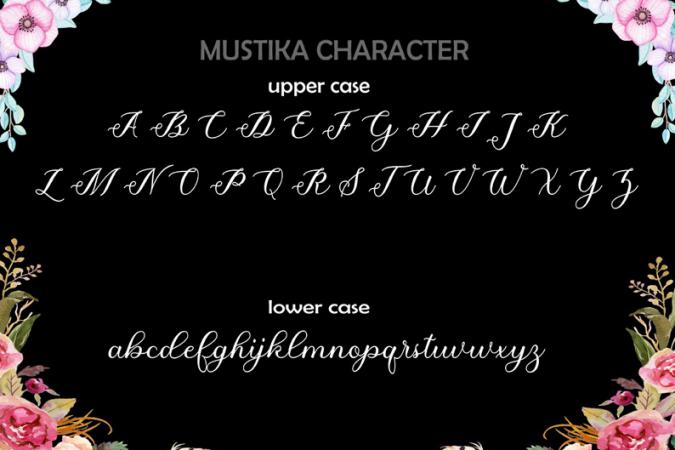 MUSTIKA CHARACTER
upper case
A B C D E F G H I J K
L M N O P Q R S T U V W X Y Z
lower case
abcdefghijklmnopqrstuvwxyz